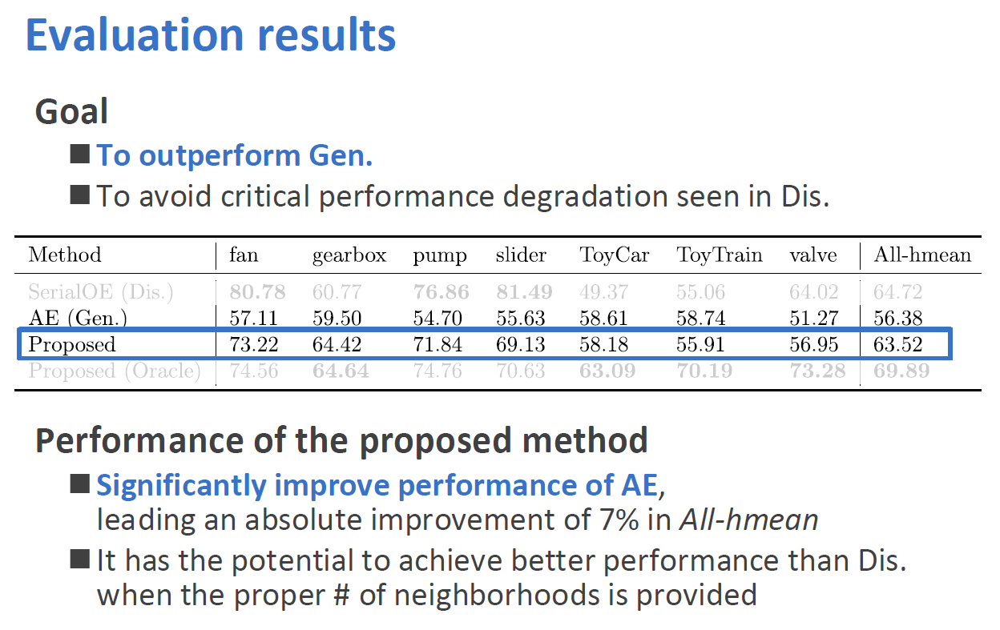 Evaluation results
Goal
■ To outperform Gen.
■ To avoid critical performance degradation seen in Dis.
Method fan gearbox pump slider ToyCar ToyTrain valve All-hmean
SerialOE (Dis.) 80.78 60.77 76.86 81.49 49.37 55.06 64.02 64.72
AE (Gen.) 57.11 59.50 54.70 55.63 58.61 58.74 51.27 56.38
Proposed 73.22 64.42 71.84 69.13 58.18 55.91 56.95 63.52
Proposed (Oracle) 74.56 64.64 74.76 70.63 63.09 70.19 73.28 69.89
Performance of the proposed method
■ Significantly improve performance of AE,
leading an absolute improvement of 7% in All-hmean
■ It has the potential to achieve better performance than Dis.
when the proper # of neighborhoods is provided